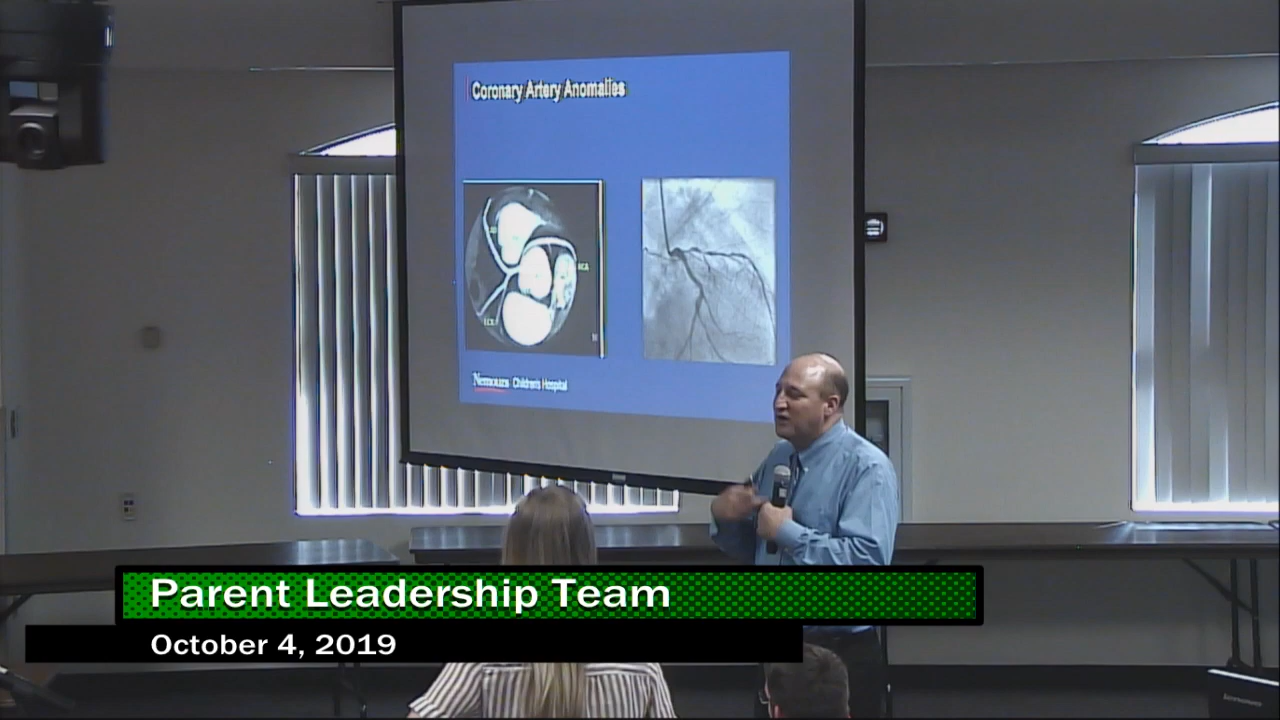 Coronary Artery Anomalies
RCA
Nemours Children's Hospital
Parent Leadership Team
October 4, 2019